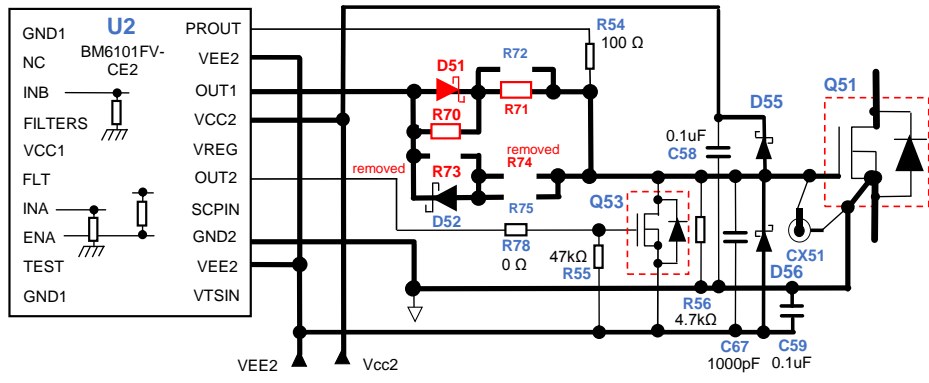 GND1
NC
INB
FILTERS
VCC1
FLT
INA
ENA
TEST
GND1
U2
BM6101FV-
CE2
PROUT
VEE2
OUT1
VCC2
VREG
OUT2
SCPIN
GND2
VEE2
VTSIN
VEE2
Vcc2
D51
R70
R72
R71
R54
100 Ω
removed
R73
D52
removed
R74
R75
R78
0 Ω
47kΩ
R55
Q53
0.1uF
C58
D55
Q51
CX51
D56
R56
4.7kΩ
C67
1000pF
C59
0.1uF